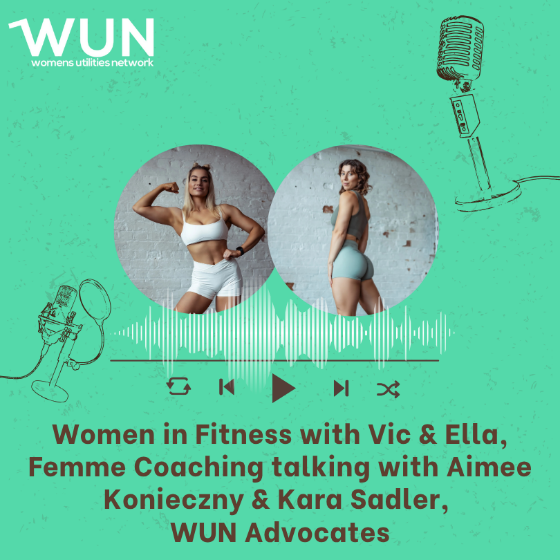 WUN
womens utilities network
Women in Fitness with Vic & Ella,
Femme Coaching talking with Aimee
Konieczny & Kara Sadler,
WUN Advocates